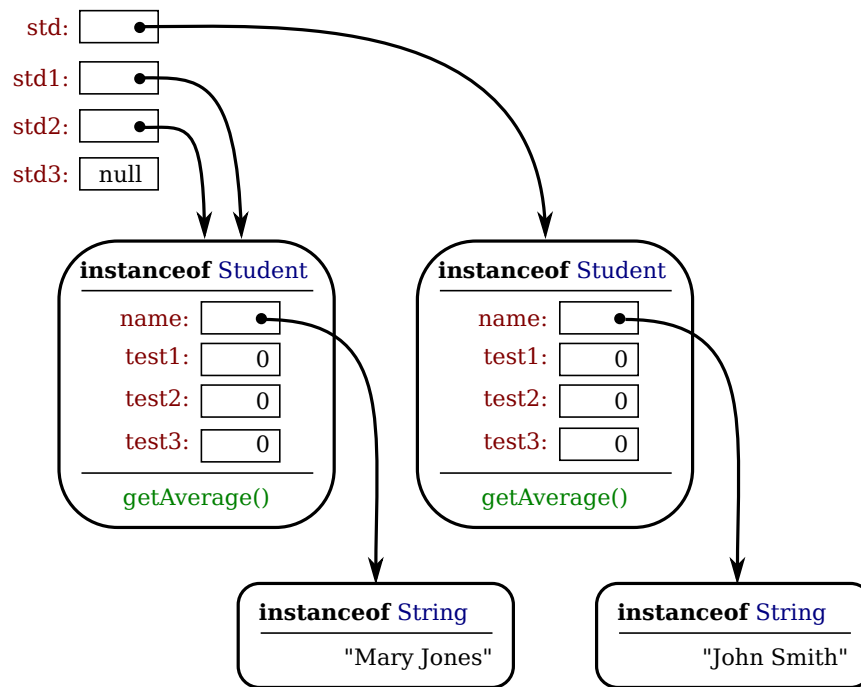 std:
std1:
std2:
std3: null
instanceof Student
name:
test1: 0
test2: 0
test3: 0
getAverage()
instanceof Student
name:
test1: 0
test2: 0
test3: 0
getAverage()
instanceof String
"Mary Jones"
instanceof String
"John Smith"